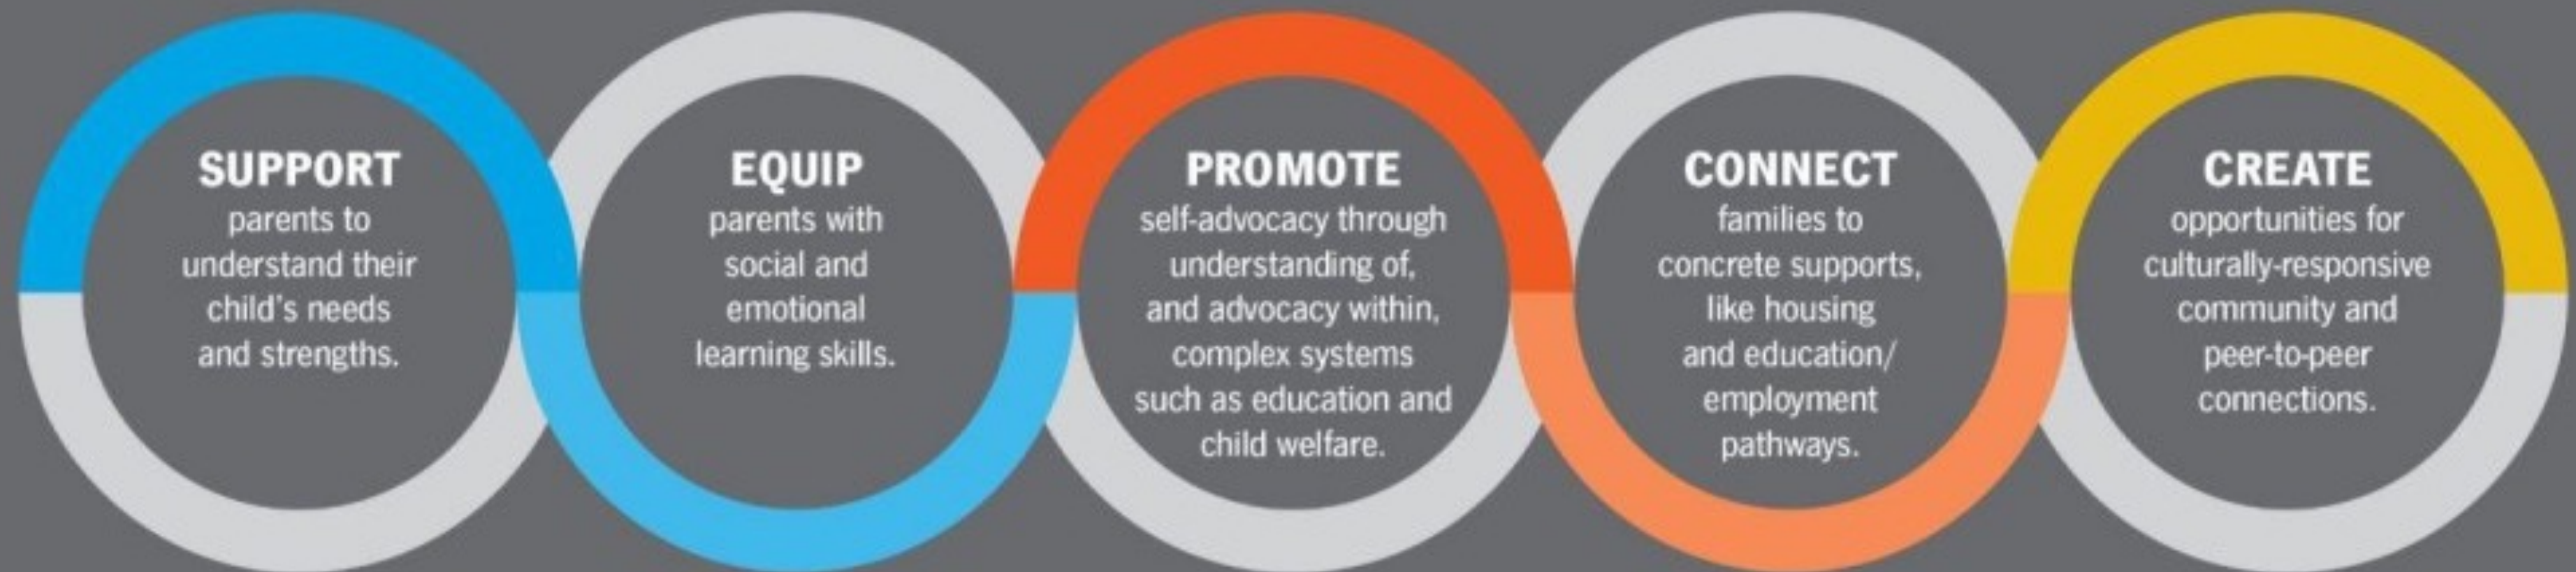 SUPPORT
parents to
understand their
child's needs
and strengths.
EQUIP
parents with
social and
emotional
learning skills.
PROMOTE
self-advocacy through
understanding of,
and advocacy within,
complex systems
such as education and
child welfare.
CONNECT
families to
concrete supports,
like housing
and education/
employment
pathways.
CREATE
opportunities for
culturally-responsive
community and
peer-to-peer
connections.